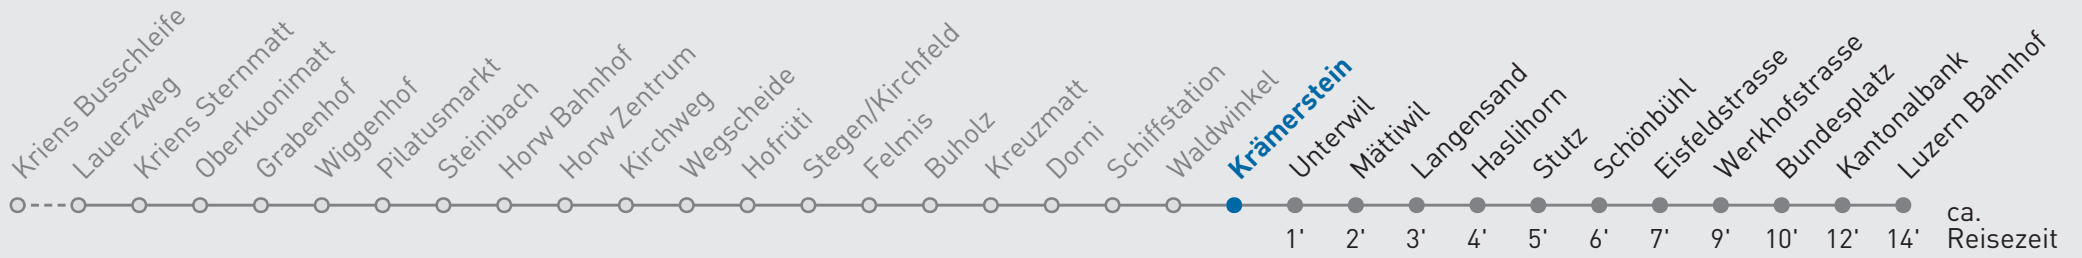 Kriens Busschleife
Lauerzweg
Kriens Sternmatt
Oberkuonimatt
Grabenhof
Wiggenhof
Pilatusmarkt
Steinibach
Horw Bahnhof
Horw Zentrum
Kirchweg
Wegscheide
Hofrüti
Stegen/Kirchfeld
Felmis
Buholz
Kreuzmatt
Dorni
Schiffstation
Waldwinkel
Krämerstein
Unterwil
Mättiwil
Langensand
Haslihorn
Stutz
Schönbühl
Eisfeldstrasse
Werkhofstrasse
Bundesplatz
Kantonalbank
Luzern Bahnhof
1' 2' 3' 4' 5' 6' 7' 9' 10' 12' 14'
ca.
Reisezeit